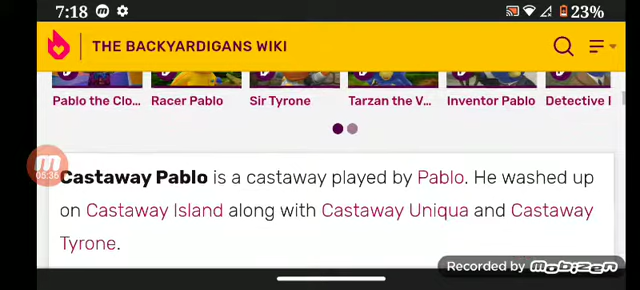 7:18
23%
THE BACKYARDIGANS WIKI
Pablo the Clo... Racer Pablo Sir Tyrone Tarzan the V... Inventor Pablo Detective
05:36
Castaway Pablo is a castaway played by Pablo. He washed up
on Castaway Island along with Castaway Uniqua and Castaway
Tyrone.
Recorded by mobizen